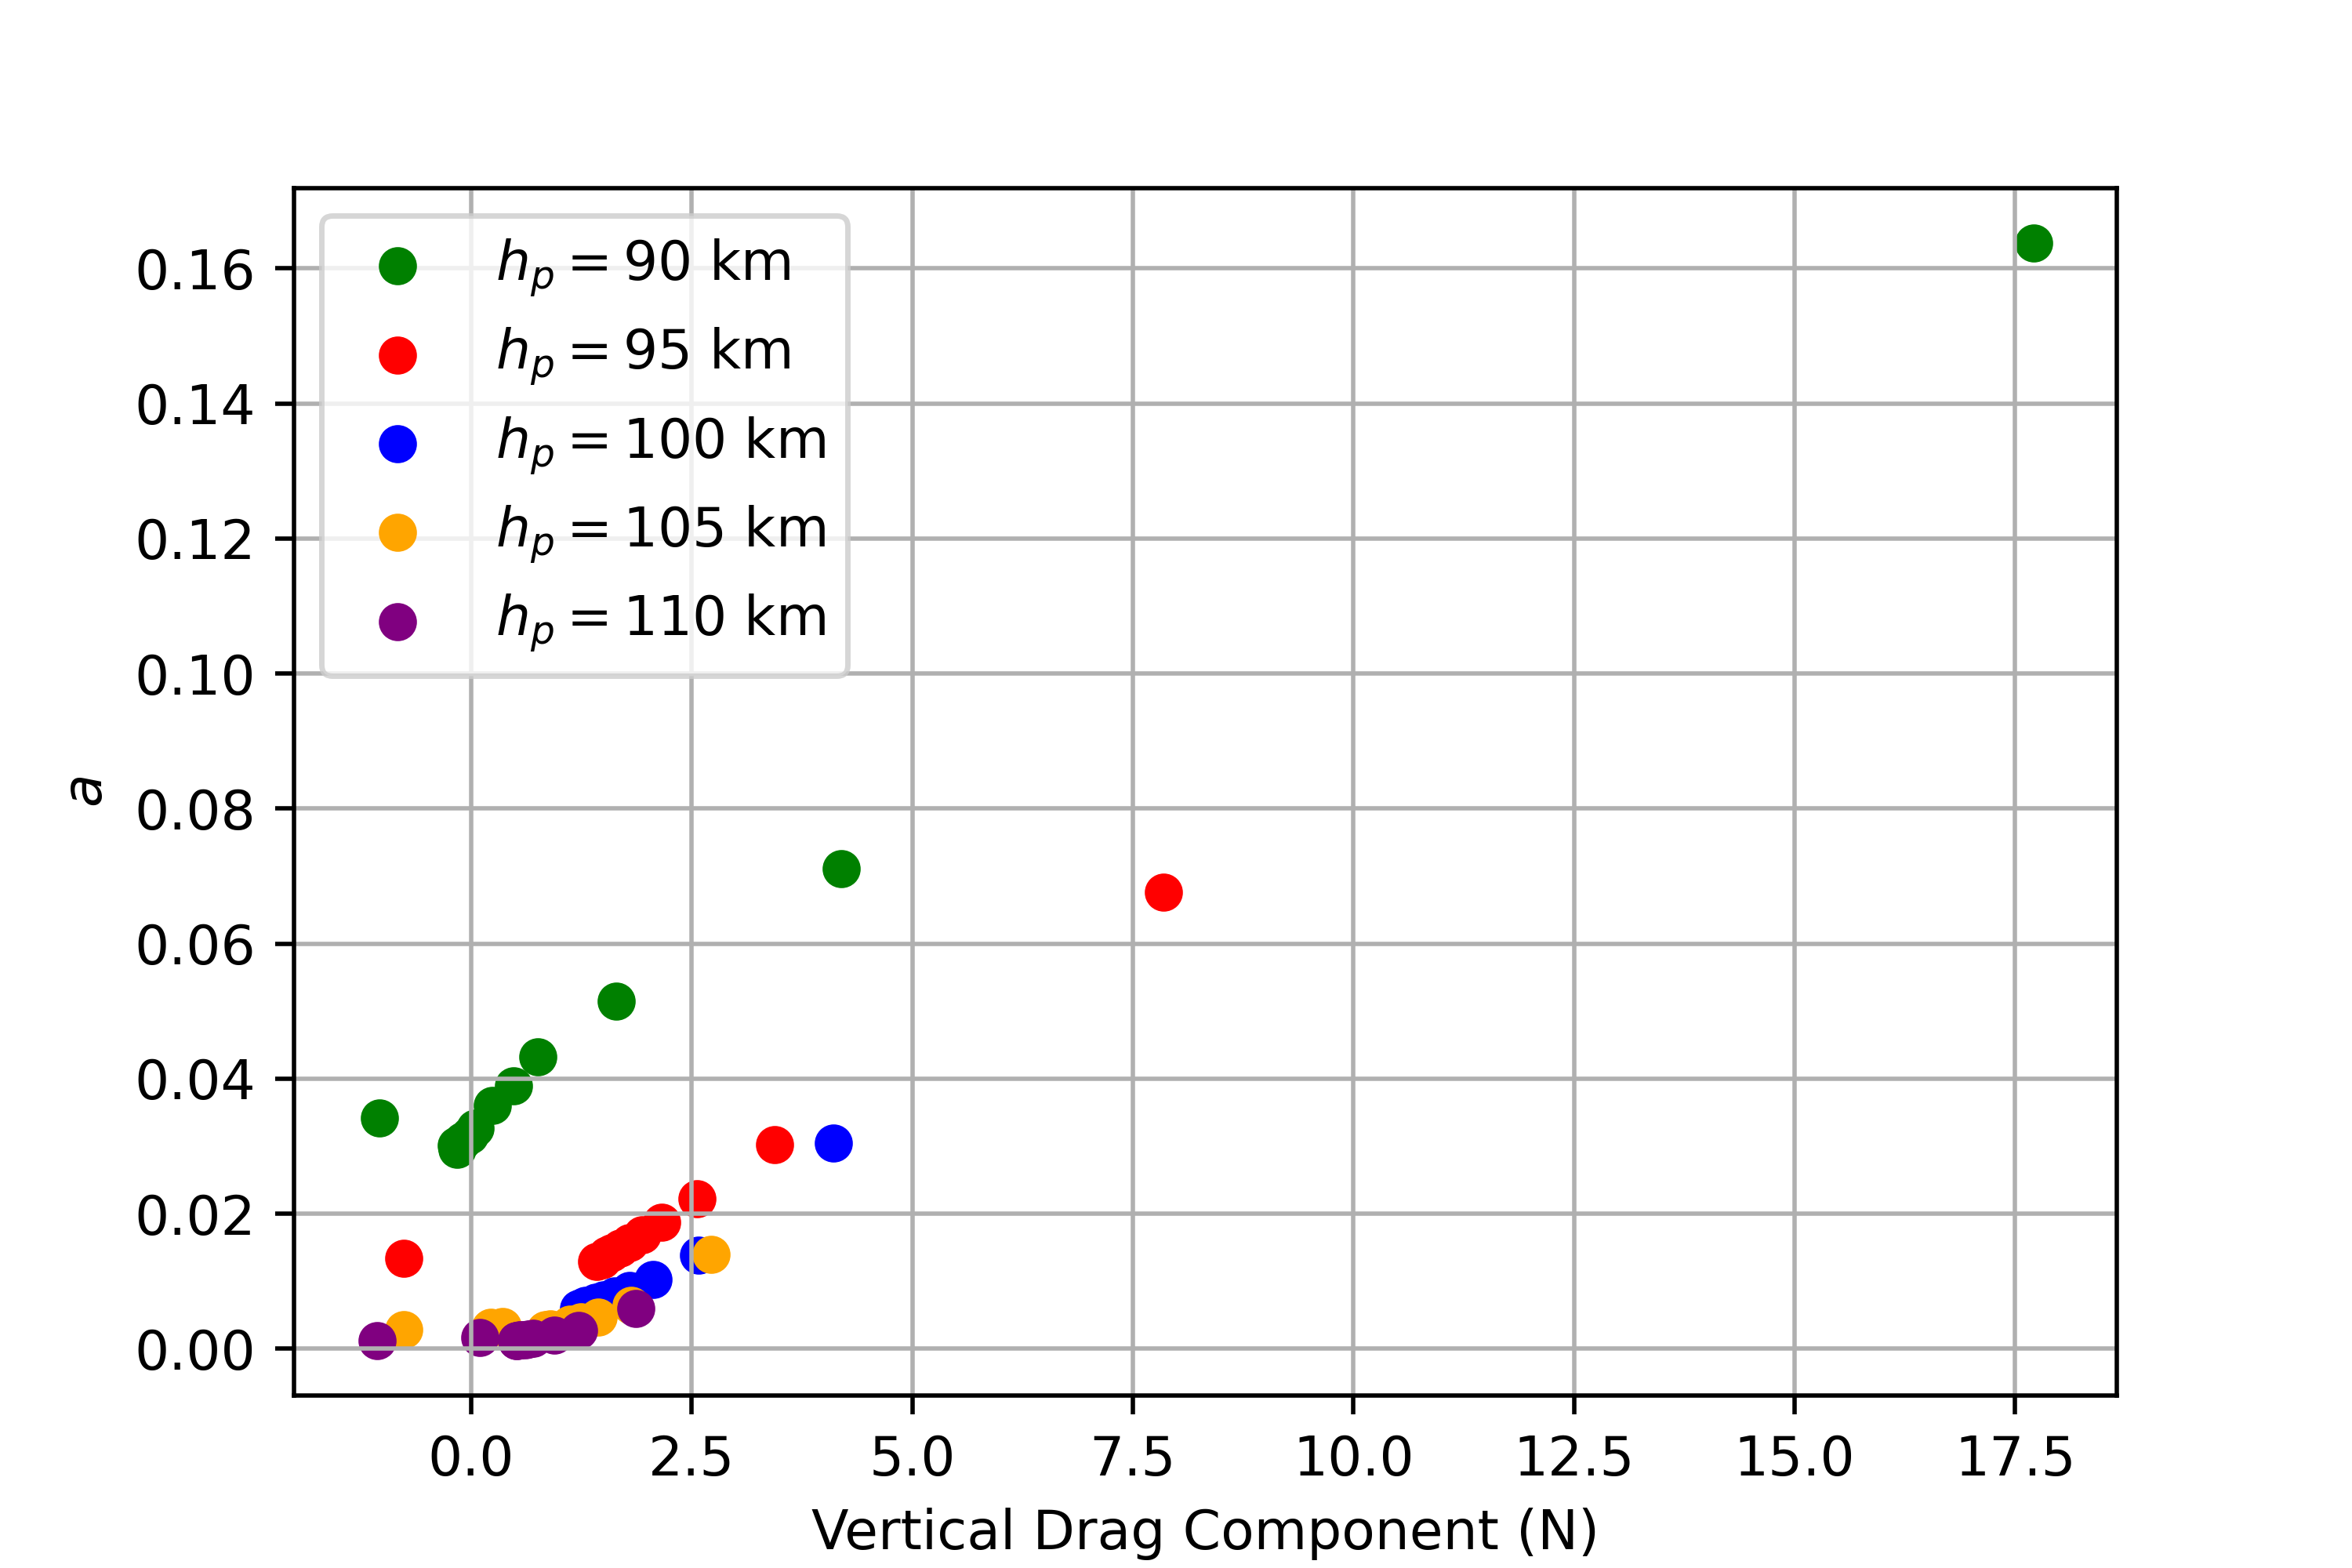 h_p = 90 km
h_p = 95 km
h_p = 100 km
h_p = 105 km
h_p = 110 km
0.16
0.14
0.12
0.10
0.08
0.06
0.04
0.02
0.00
a
0.0 2.5 5.0 7.5 10.0 12.5 15.0 17.5
Vertical Drag Component (N)